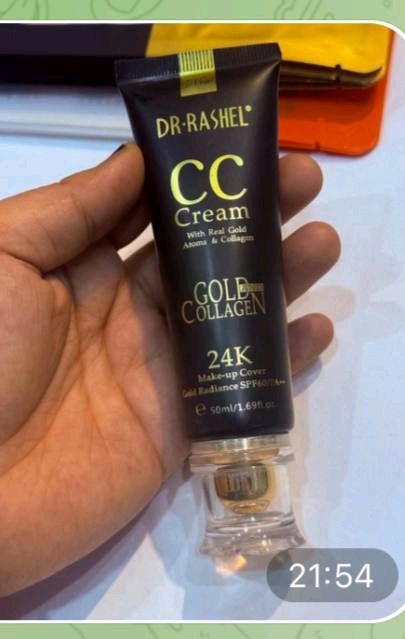 DR·RASHEL®
CC
Cream
With Real Gold
Atoms & Collagen
GOLD
COLLAGEN
24K
Make-up Cover
Gold Radiance SPF60/PA++
℮ 50ml/1.69fl.oz
21:54